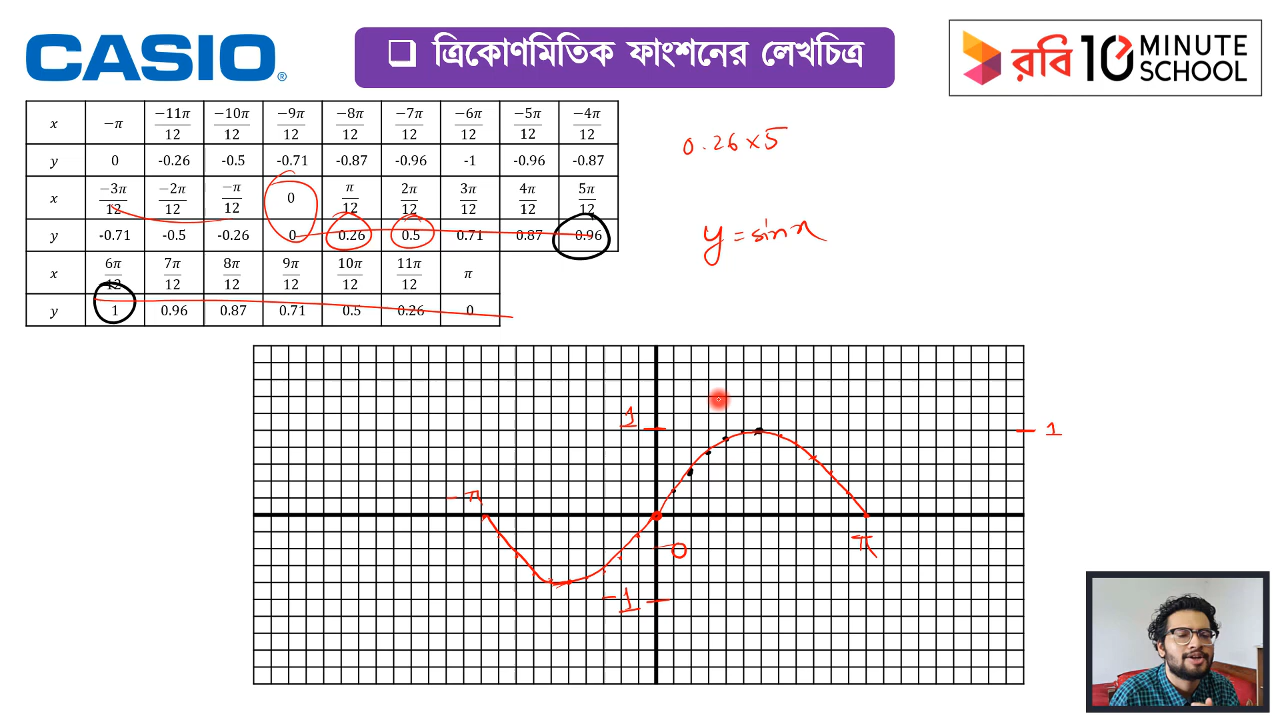 CASIO®
❑ ত্রিকোণমিতিক ফাংশনের লেখচিত্র
রবি 10 MINUTE SCHOOL
x −π −11π/12 −10π/12 −9π/12 −8π/12 −7π/12 −6π/12 −5π/12 −4π/12
y 0 -0.26 -0.5 -0.71 -0.87 -0.96 -1 -0.96 -0.87
x −3π/12 −2π/12 −π/12 0 π/12 2π/12 3π/12 4π/12 5π/12
y -0.71 -0.5 -0.26 0 0.26 0.5 0.71 0.87 0.96
x 6π/12 7π/12 8π/12 9π/12 10π/12 11π/12 π
y 1 0.96 0.87 0.71 0.5 0.26 0
0.26 × 5
y = sin x
1
1
−π
0
π
−1